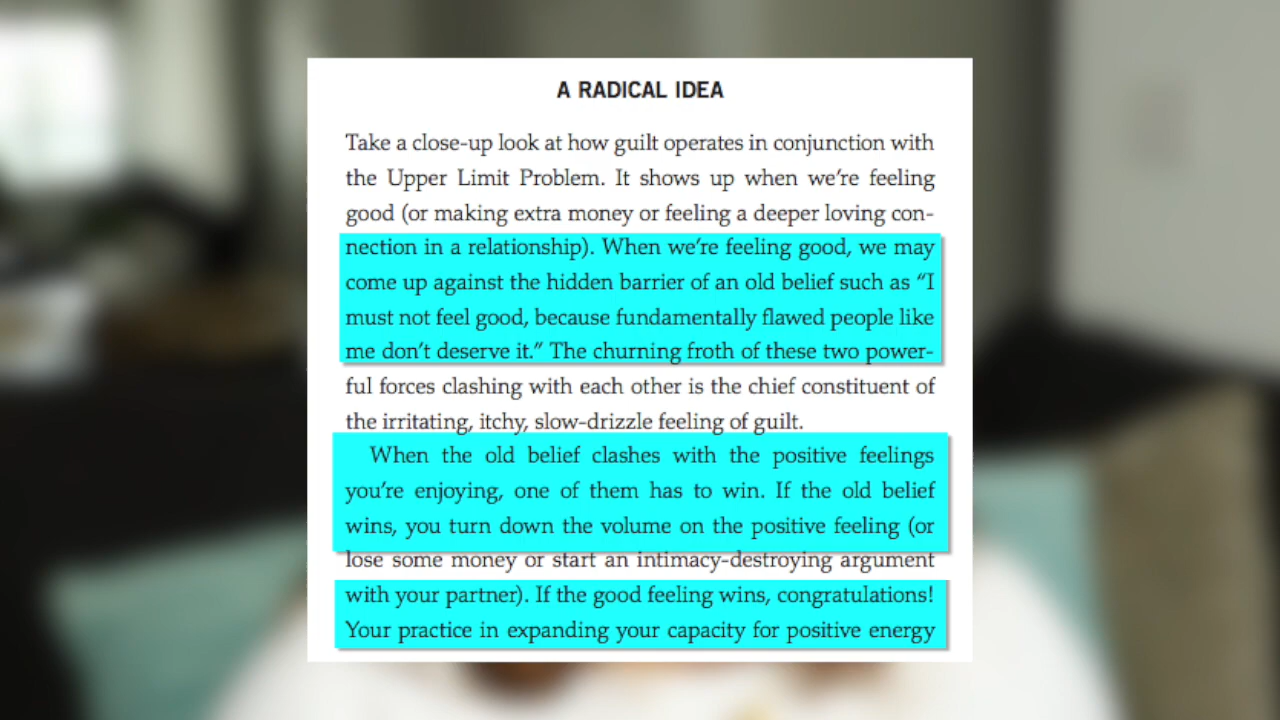 A RADICAL IDEA
Take a close-up look at how guilt operates in conjunction with
the Upper Limit Problem. It shows up when we’re feeling
good (or making extra money or feeling a deeper loving con-
nection in a relationship). When we’re feeling good, we may
come up against the hidden barrier of an old belief such as “I
must not feel good, because fundamentally flawed people like
me don’t deserve it.” The churning froth of these two power-
ful forces clashing with each other is the chief constituent of
the irritating, itchy, slow-drizzle feeling of guilt.
When the old belief clashes with the positive feelings
you’re enjoying, one of them has to win. If the old belief
wins, you turn down the volume on the positive feeling (or
lose some money or start an intimacy-destroying argument
with your partner). If the good feeling wins, congratulations!
Your practice in expanding your capacity for positive energy